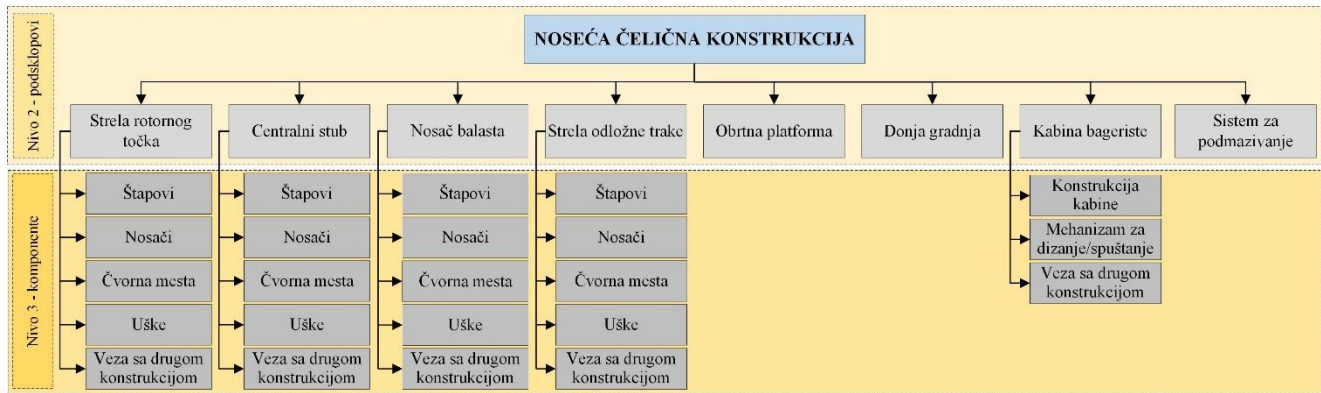 NOSEĆA ČELIČNA KONSTRUKCIJA
Nivo 2 - podsklopovi
Strela rotornog
točka
Centralni stub
Nosač balasta
Strela odložne trake
Obrtna platforma
Donja gradnja
Kabina bageriste
Sistem za
podmazivanje
Nivo 3 - komponente
Štapovi
Nosači
Čvorna mesta
Uške
Veza sa drugom
konstrukcijom
Štapovi
Nosači
Čvorna mesta
Uške
Veza sa drugom
konstrukcijom
Štapovi
Nosači
Čvorna mesta
Uške
Veza sa drugom
konstrukcijom
Štapovi
Nosači
Čvorna mesta
Uške
Veza sa drugom
konstrukcijom
Konstrukcija
kabine
Mehanizam za
dizanje/spuštanje
Veza sa drugom
konstrukcijom